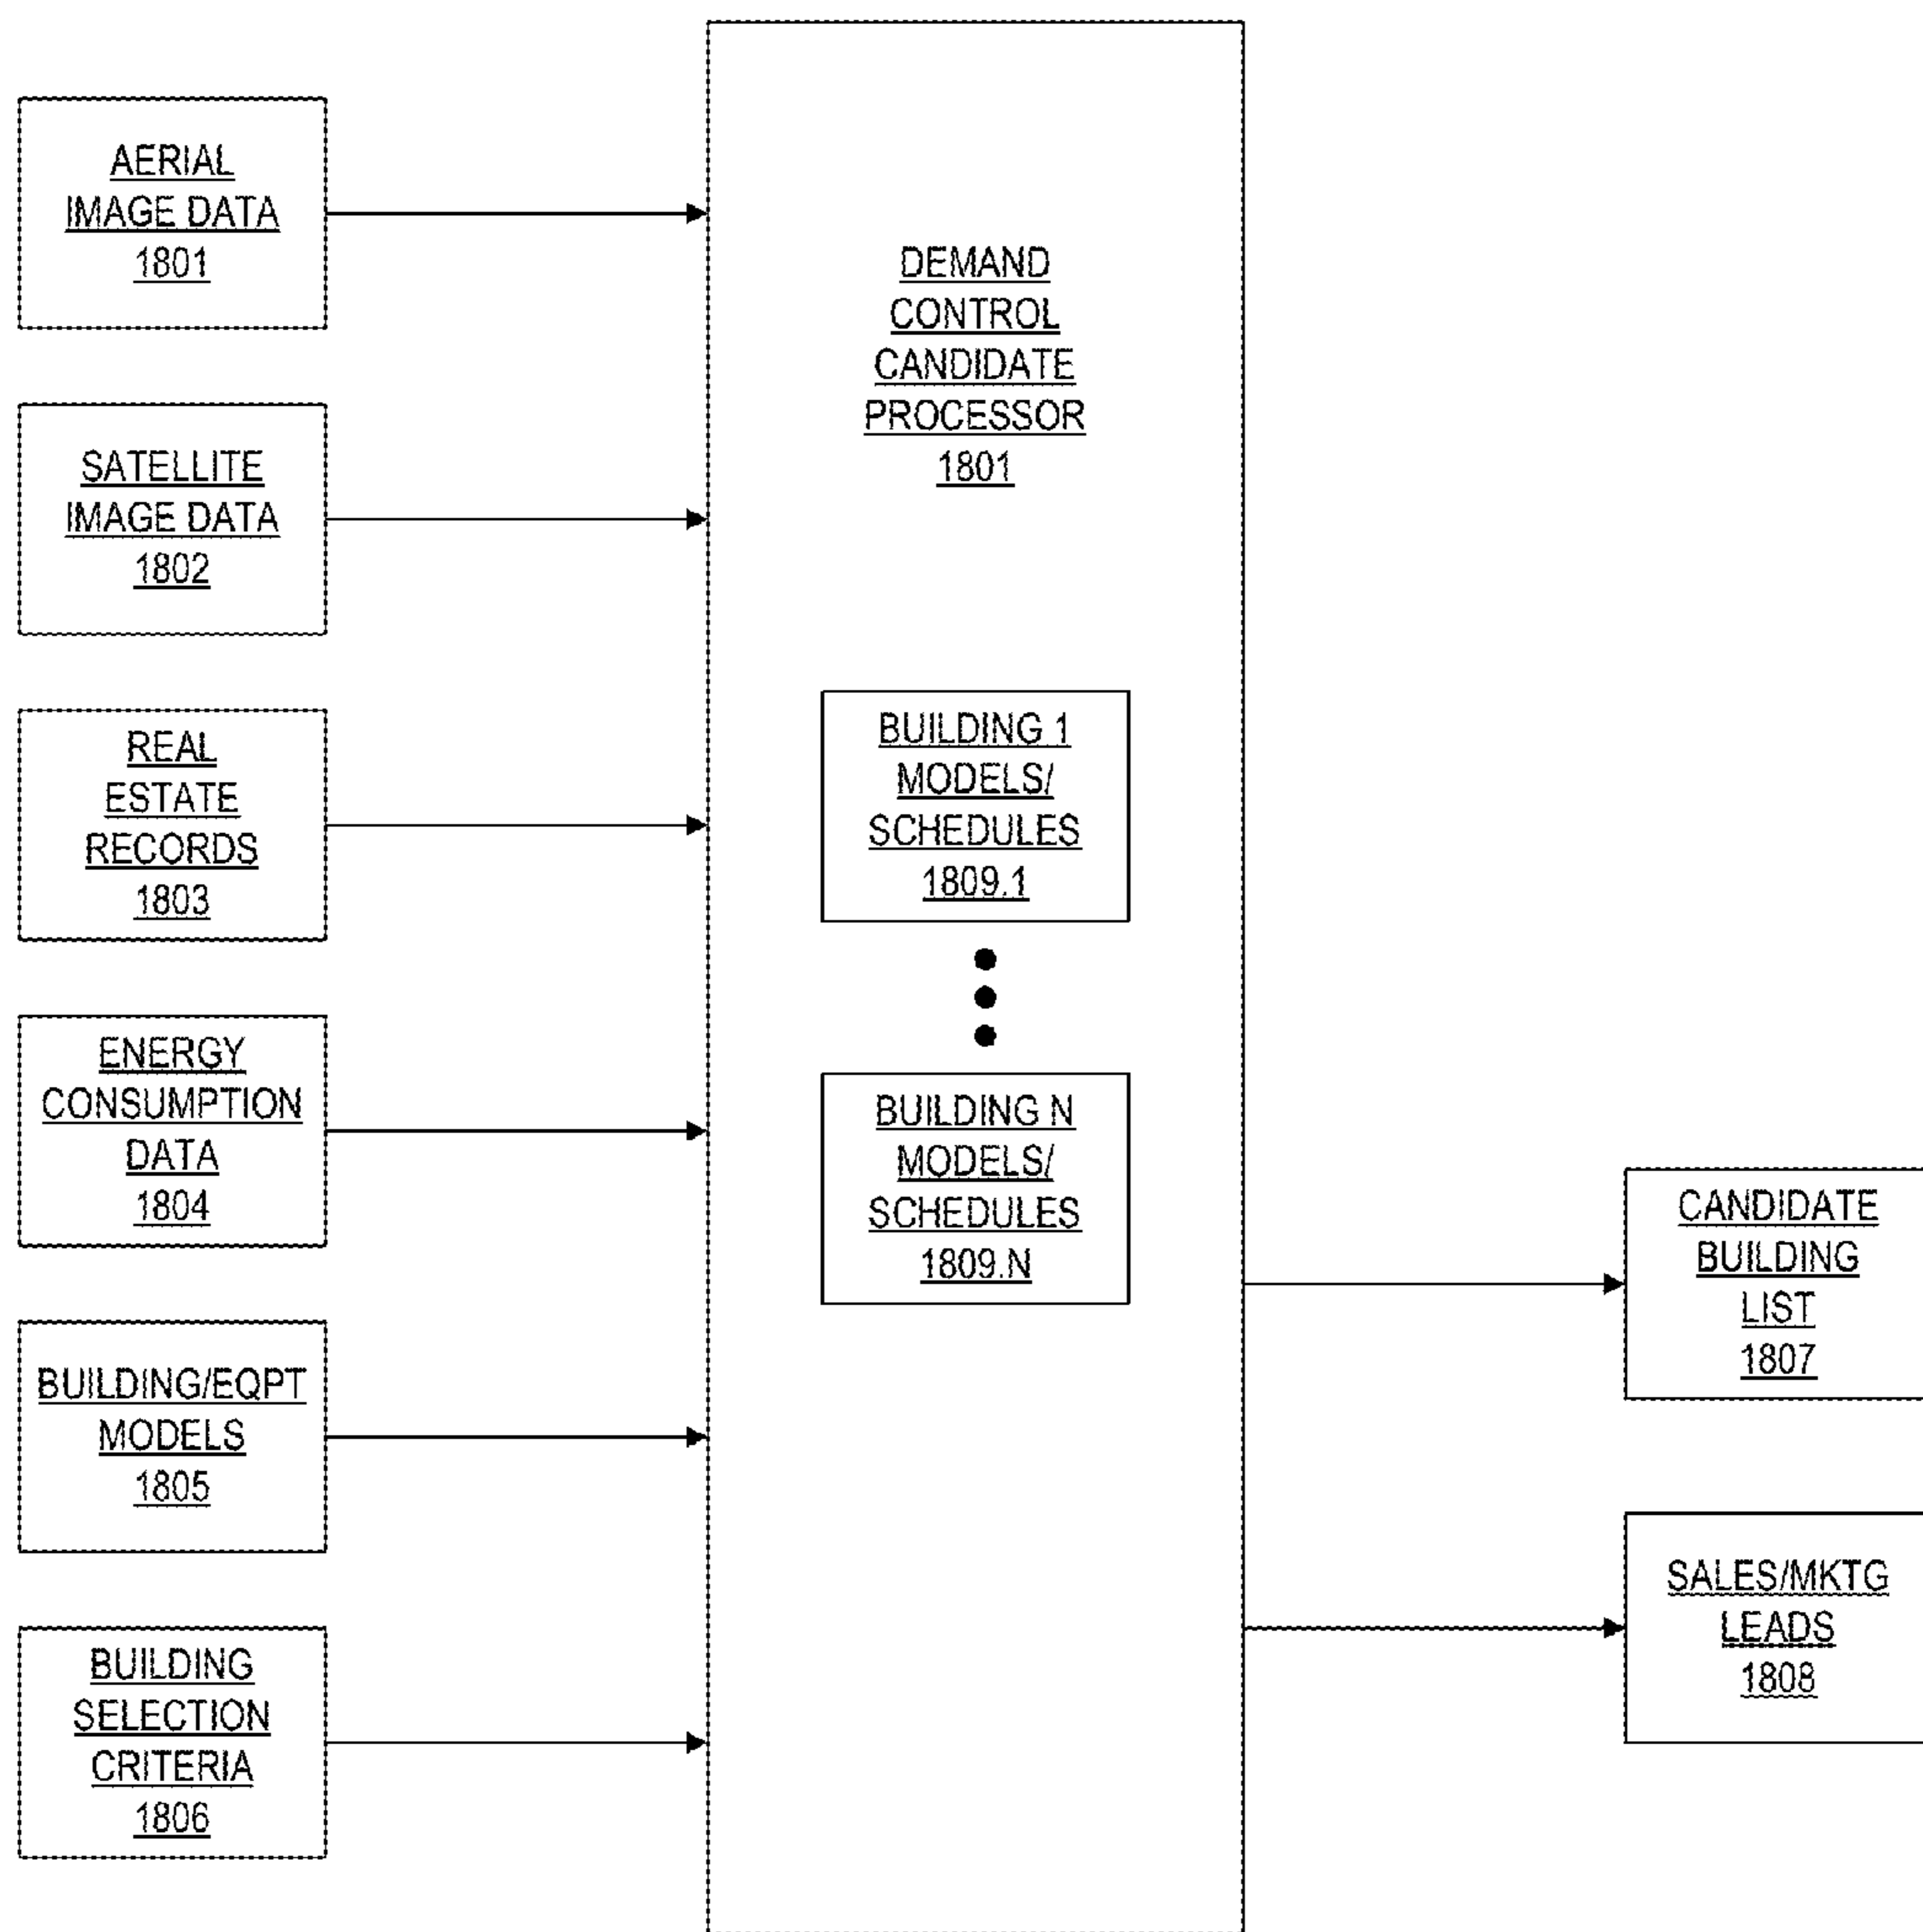 AERIAL
IMAGE DATA
1801
SATELLITE
IMAGE DATA
1802
REAL
ESTATE
RECORDS
1803
ENERGY
CONSUMPTION
DATA
1804
BUILDING/EQPT
MODELS
1805
BUILDING
SELECTION
CRITERIA
1806
DEMAND
CONTROL
CANDIDATE
PROCESSOR
1801
BUILDING 1
MODELS/
SCHEDULES
1809.1
BUILDING N
MODELS/
SCHEDULES
1809.N
CANDIDATE
BUILDING
LIST
1807
SALES/MKTG
LEADS
1808